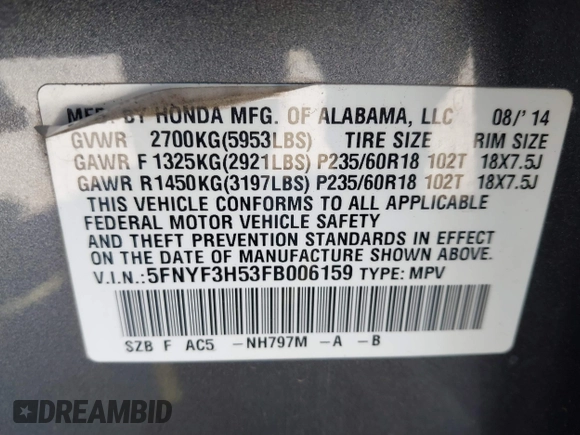 MFD. BY HONDA MFG. OF ALABAMA, LLC 08/'14
GVWR 2700KG(5953LBS) TIRE SIZE RIM SIZE
GAWR F 1325KG(2921LBS) P235/60R18 102T 18X7.5J
GAWR R1450KG(3197LBS) P235/60R18 102T 18X7.5J
THIS VEHICLE CONFORMS TO ALL APPLICABLE
FEDERAL MOTOR VEHICLE SAFETY
AND THEFT PREVENTION STANDARDS IN EFFECT
ON THE DATE OF MANUFACTURE SHOWN ABOVE.
V.I.N.: 5FNYF3H53FB006159 TYPE: MPV
SZB F AC5 -NH797M -A -B
DREAMBID